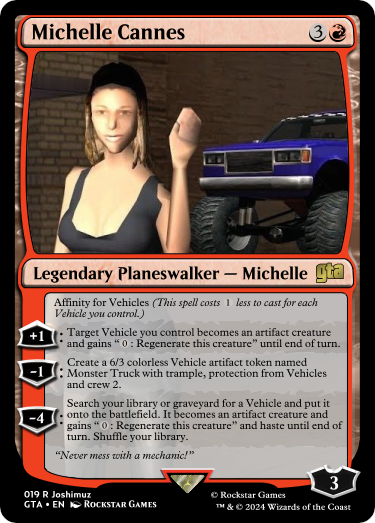 Michelle Cannes 3
Legendary Planeswalker — Michelle gta
Affinity for Vehicles (This spell costs 1 less to cast for each
Vehicle you control.)
+1: Target Vehicle you control becomes an artifact creature
and gains “ 0 : Regenerate this creature” until end of turn.
-1: Create a 6/3 colorless Vehicle artifact token named
Monster Truck with trample, protection from Vehicles
and crew 2.
-4: Search your library or graveyard for a Vehicle and put it
onto the battlefield. It becomes an artifact creature and
gains “ 0 : Regenerate this creature” and haste until end of
turn. Shuffle your library.
“Never mess with a mechanic!”
3
019 R Joshimuz © Rockstar Games
GTA • EN Rockstar Games ™ & © 2024 Wizards of the Coast